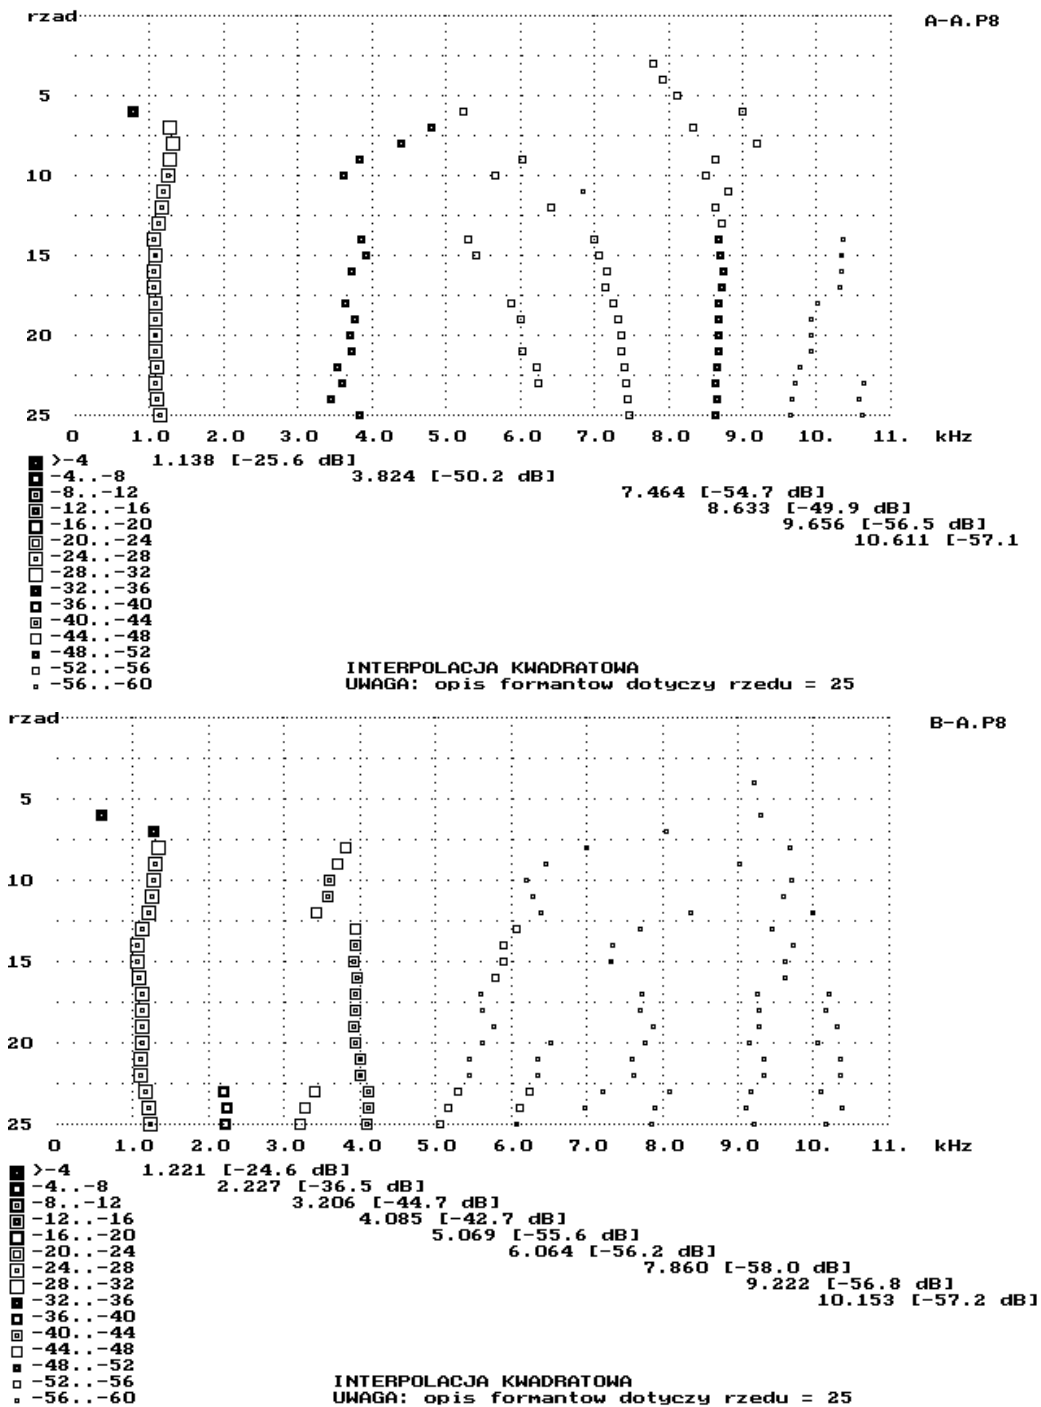 rzad A-A.P8
5
10
15
20
25
0 1.0 2.0 3.0 4.0 5.0 6.0 7.0 8.0 9.0 10. 11. kHz
>-4 1.138 [-25.6 dB]
-4..-8 3.824 [-50.2 dB]
-8..-12 7.464 [-54.7 dB]
-12..-16 8.633 [-49.9 dB]
-16..-20 9.656 [-56.5 dB]
-20..-24 10.611 [-57.1
-24..-28
-28..-32
-32..-36
-36..-40
-40..-44
-44..-48
-48..-52
-52..-56 INTERPOLACJA KWADRATOWA
-56..-60 UWAGA: opis formantow dotyczy rzedu = 25
rzad B-A.P8
5
10
15
20
25
0 1.0 2.0 3.0 4.0 5.0 6.0 7.0 8.0 9.0 10. 11. kHz
>-4 1.221 [-24.6 dB]
-4..-8 2.227 [-36.5 dB]
-8..-12 3.206 [-44.7 dB]
-12..-16 4.085 [-42.7 dB]
-16..-20 5.069 [-55.6 dB]
-20..-24 6.064 [-56.2 dB]
-24..-28 7.860 [-58.0 dB]
-28..-32 9.222 [-56.8 dB]
-32..-36 10.153 [-57.2 dB]
-36..-40
-40..-44
-44..-48
-48..-52
-52..-56 INTERPOLACJA KWADRATOWA
-56..-60 UWAGA: opis formantow dotyczy rzedu = 25